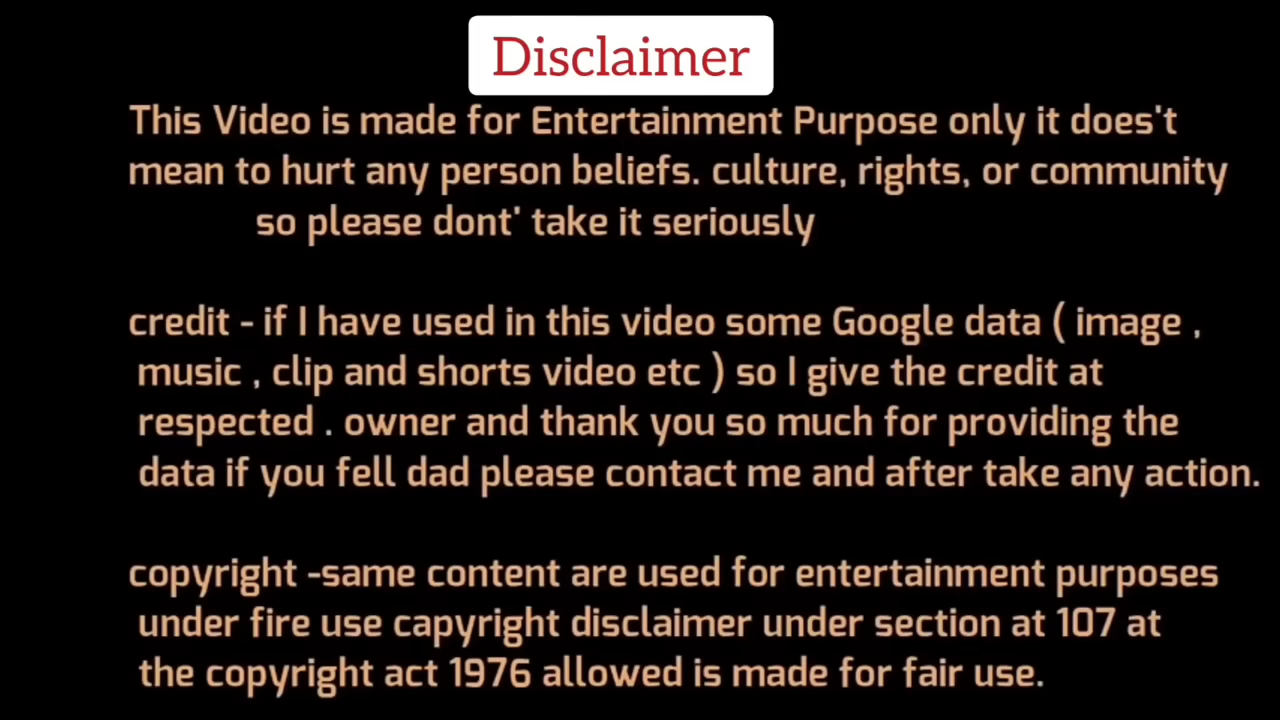 Disclaimer
This Video is made for Entertainment Purpose only it does't
mean to hurt any person beliefs. culture, rights, or community
so please dont' take it seriously
credit - if I have used in this video some Google data ( image ,
music , clip and shorts video etc ) so I give the credit at
respected . owner and thank you so much for providing the
data if you fell dad please contact me and after take any action.
copyright -same content are used for entertainment purposes
under fire use capyright disclaimer under section at 107 at
the copyright act 1976 allowed is made for fair use.